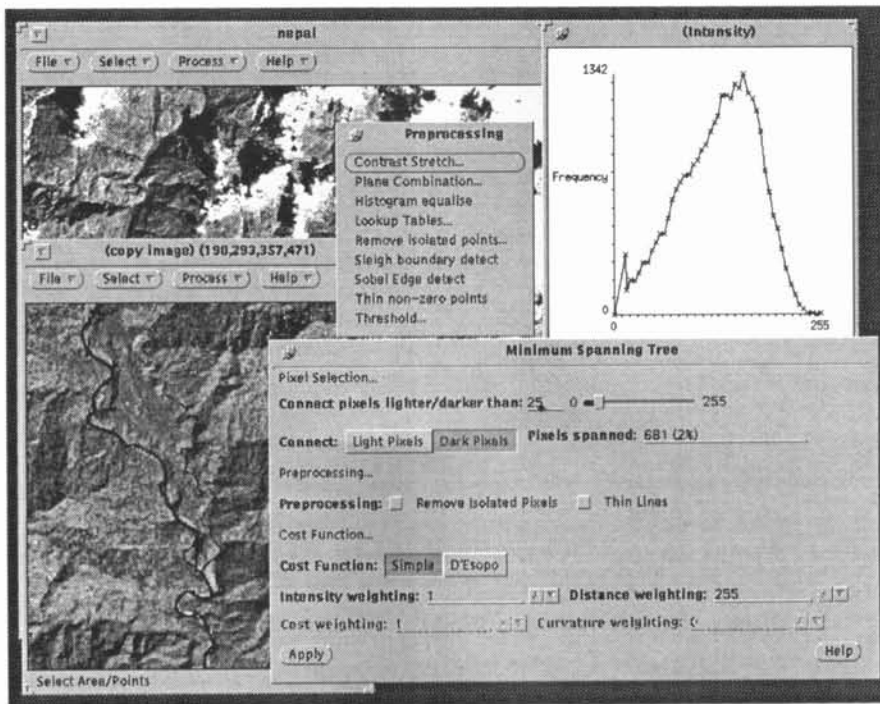 nepal
File Select Process Help
Preprocessing
Contrast Stretch...
Plane Combination...
Histogram equalise
Lookup Tables...
Remove isolated points...
Sleigh boundary detect
Sobel Edge detect
Thin non-zero points
Threshold...
(Intensity)
1342
Frequency
0
0 255
(copy image) (190,293,357,471)
File Select Process Help
Select Area/Points
Minimum Spanning Tree
Pixel Selection...
Connect pixels lighter/darker than: 25 0 255
Connect: Light Pixels Dark Pixels Pixels spanned: 681 (2%)
Preprocessing...
Preprocessing: Remove Isolated Pixels Thin Lines
Cost Function...
Cost Function: Simple D'Esopo
Intensity weighting: 1 Distance weighting: 255
Cost weighting: 1 Curvature weighting: 0
Apply Help